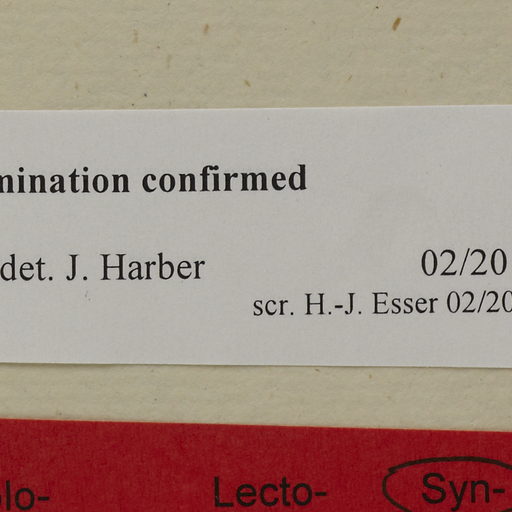 mination confirmed
det. J. Harber 02/20
scr. H.-J. Esser 02/20
lo- Lecto- Syn-